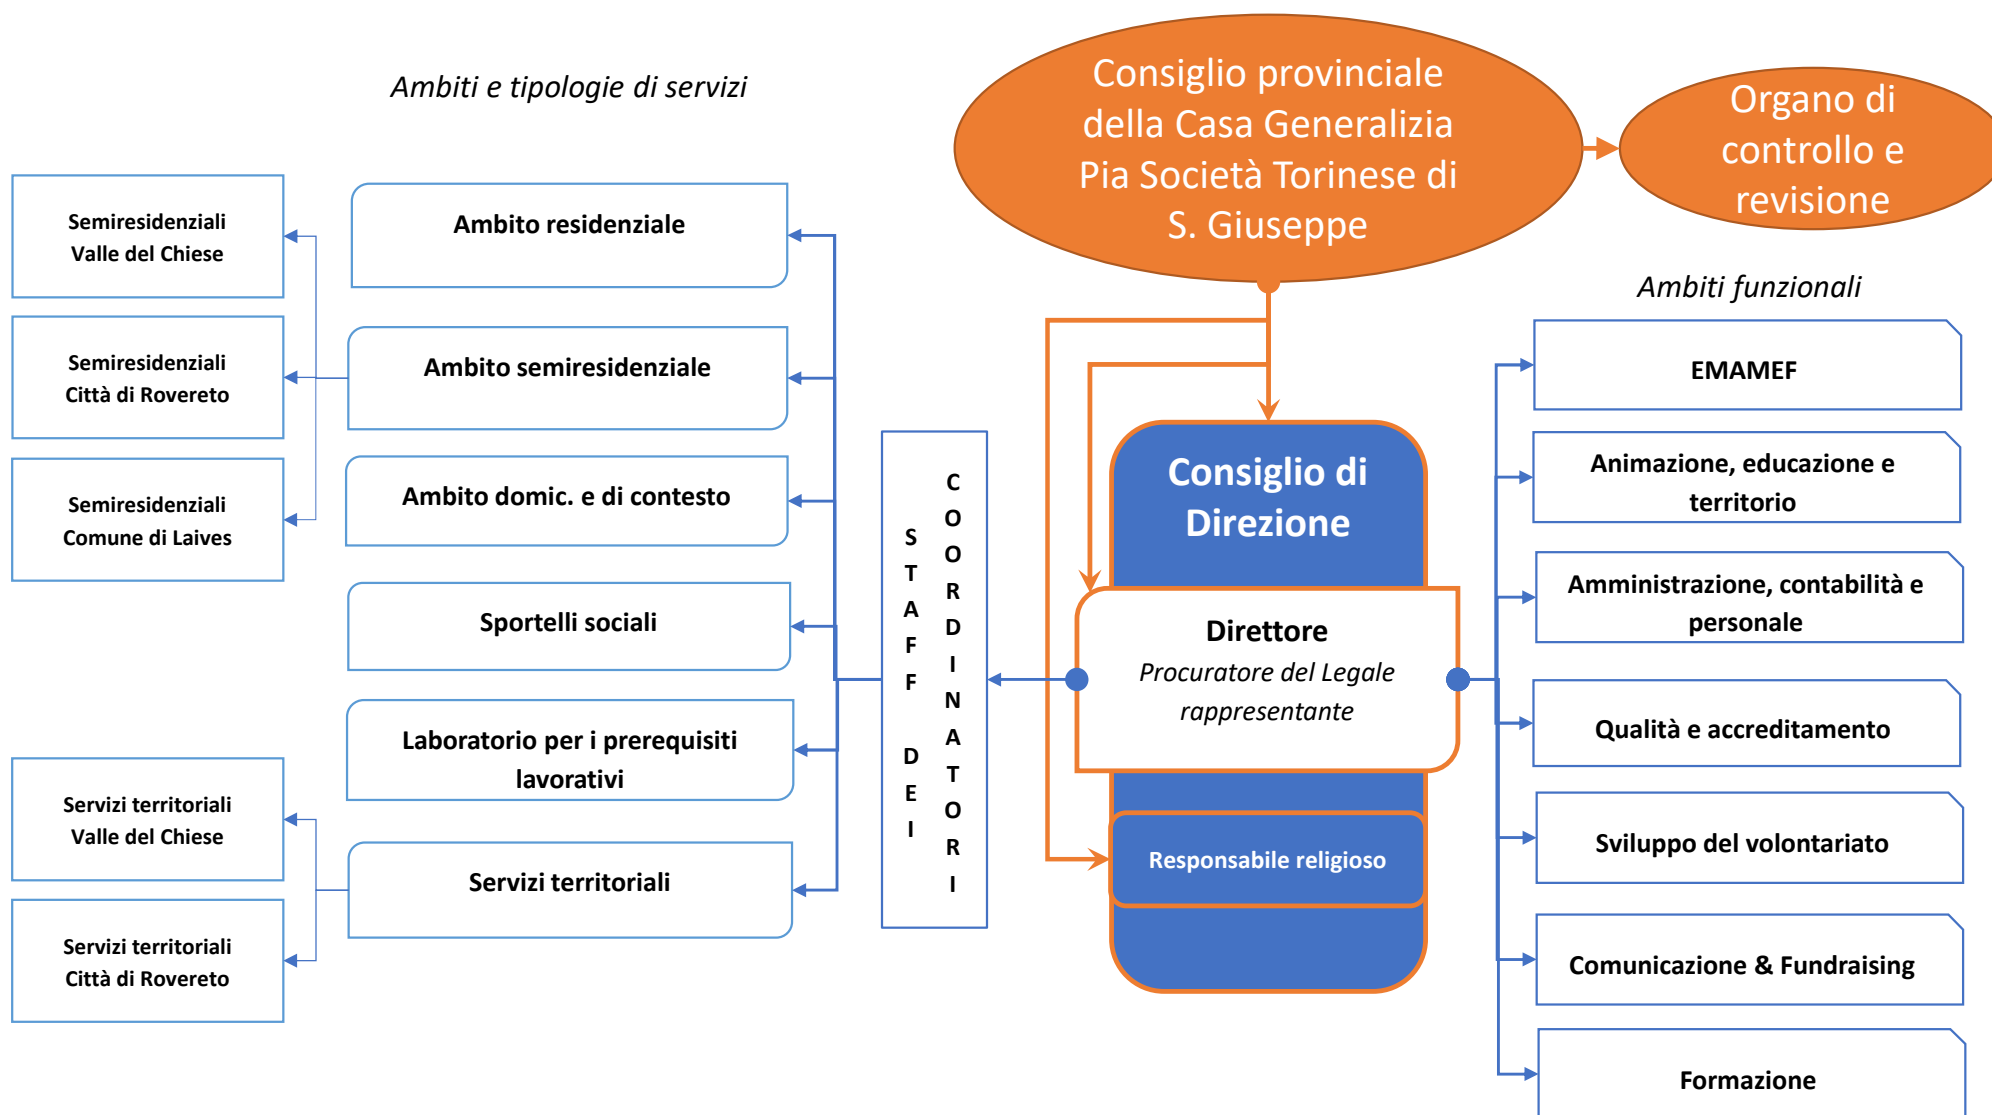 Ambiti e tipologie di servizi
Consiglio provinciale
della Casa Generalizia
Pia Società Torinese di
S. Giuseppe
Organo di
controllo e
revisione
Semiresidenziali
Valle del Chiese
Semiresidenziali
Città di Rovereto
Semiresidenziali
Comune di Laives
Servizi territoriali
Valle del Chiese
Servizi territoriali
Città di Rovereto
Ambito residenziale
Ambito semiresidenziale
Ambito domic. e di contesto
Sportelli sociali
Laboratorio per i prerequisiti
lavorativi
Servizi territoriali
STAFF DEI
COORDINATORI
Consiglio di
Direzione
Direttore
Procuratore del Legale
rappresentante
Responsabile religioso
Ambiti funzionali
EMAMEF
Animazione, educazione e
territorio
Amministrazione, contabilità e
personale
Qualità e accreditamento
Sviluppo del volontariato
Comunicazione & Fundraising
Formazione